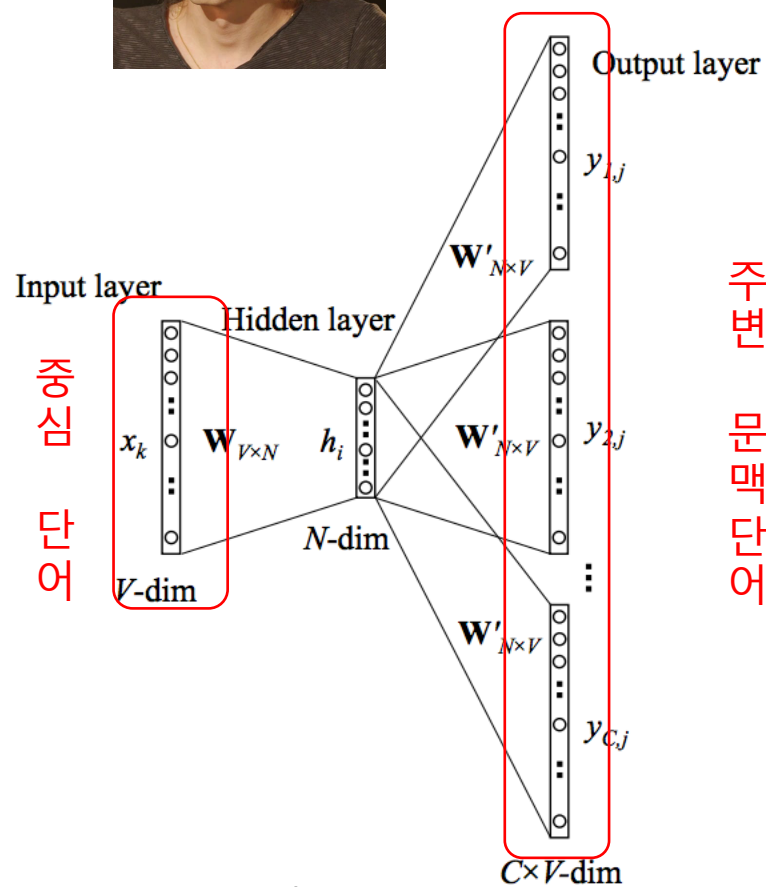 Output layer
y1,j
W'N×V
Input layer
Hidden layer
중심 단어
xk
WV×N
hi
W'N×V
y2,j
주변 문맥 단어
N-dim
V-dim
W'N×V
yC,j
C×V-dim